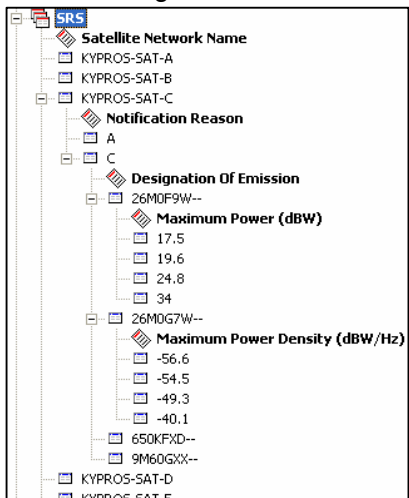 SRS
Satellite Network Name
KYPROS-SAT-A
KYPROS-SAT-B
KYPROS-SAT-C
Notification Reason
A
C
Designation Of Emission
26M0F9W--
Maximum Power (dBW)
17.5
19.6
24.8
34
26M0G7W--
Maximum Power Density (dBW/Hz)
-56.6
-54.5
-49.3
-40.1
650KFXD--
9M60GXX--
KYPROS-SAT-D
KYPROS-SAT-E